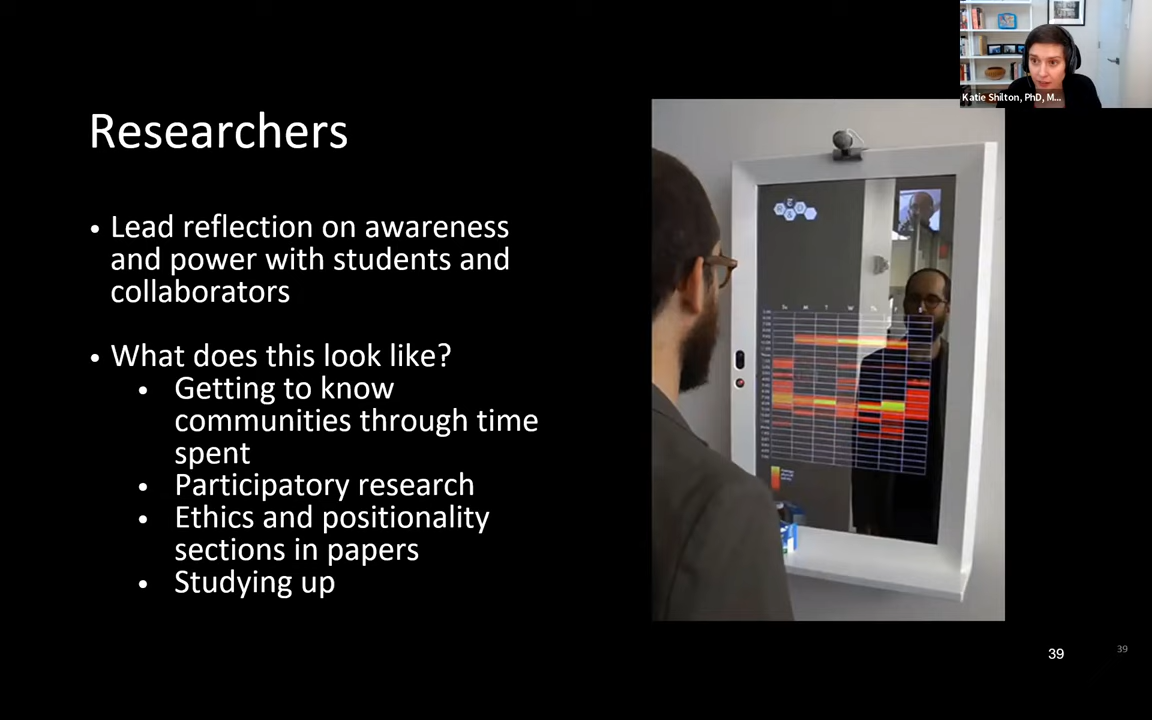 Katie Shilton, PhD, M...
Researchers
• Lead reflection on awareness
and power with students and
collaborators
• What does this look like?
• Getting to know
communities through time
spent
• Participatory research
• Ethics and positionality
sections in papers
• Studying up
39
39